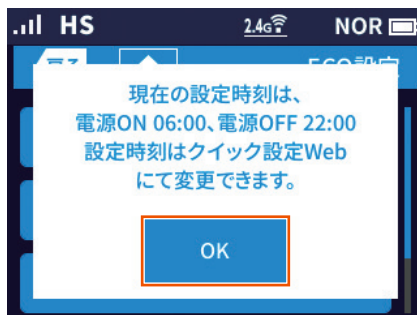 HS 2.4G NOR
戻る ECO設定
現在の設定時刻は、
電源ON 06:00、電源OFF 22:00
設定時刻はクイック設定Web
にて変更できます。
OK